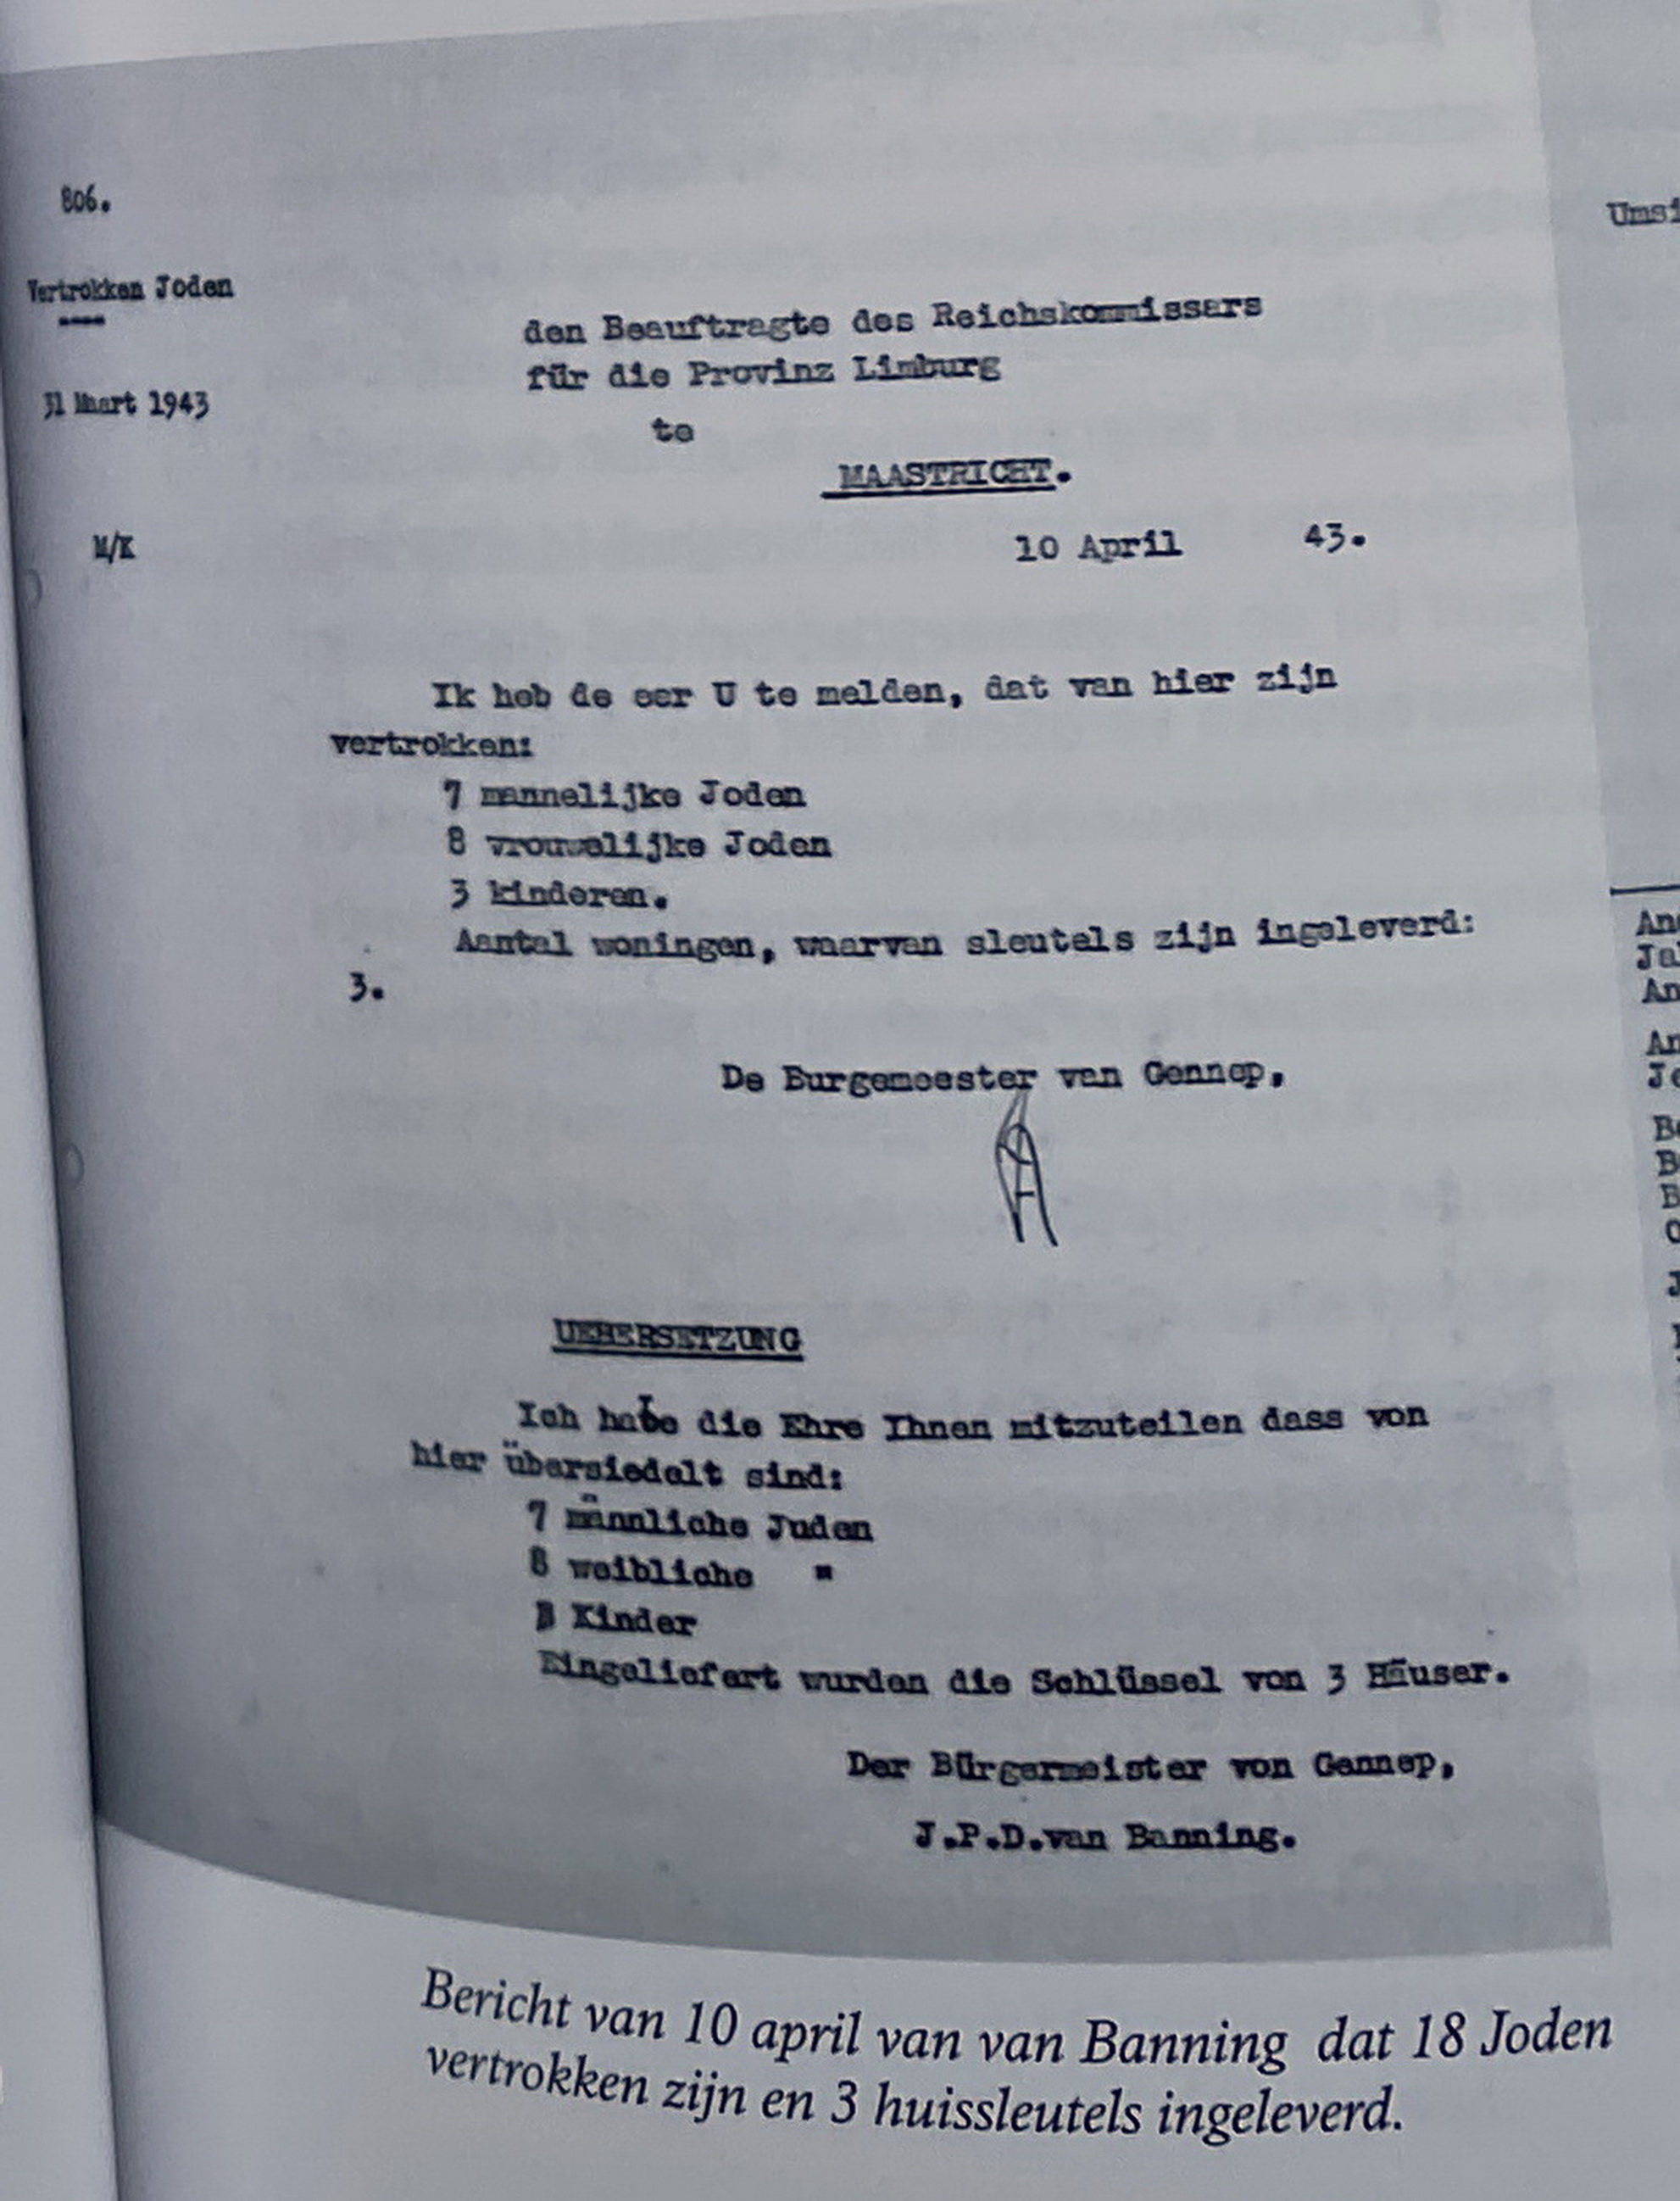 806.
Vertrokken Joden
31 Maart 1943
M/K
den Beauftragte des Reichskommissars
für die Provinz Limburg
te
MAASTRICHT.
10 April 43.
Ik heb de eer U te melden, dat van hier zijn
vertrokken:
7 mannelijke Joden
8 vrouwelijke Joden
3 kinderen.
Aantal woningen, waarvan sleutels zijn ingeleverd:
3.
De Burgemeester van Gennep,
UEBERSETZUNG
Ich habe die Ehre Ihnen mitzuteilen dass von
hier übersiedelt sind:
7 männliche Juden
8 weibliche "
3 Kinder
Eingeliefert wurden die Schlüssel von 3 Häuser.
Der Bürgermeister von Gennep,
J.P.D.van Banning.
Bericht van 10 april van van Banning dat 18 Joden
vertrokken zijn en 3 huissleutels ingeleverd.
Umsi